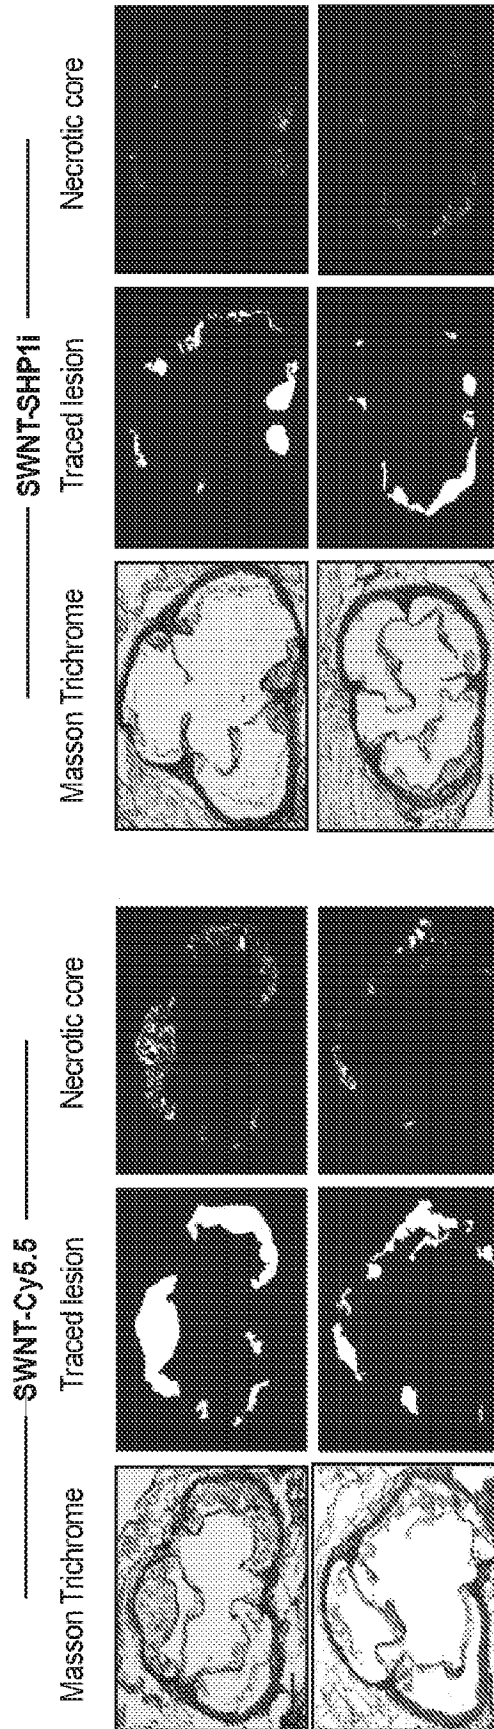 SWNT-Cy5.5
Masson Trichrome Traced lesion Necrotic core
SWNT-SHP1i
Masson Trichrome Traced lesion Necrotic core